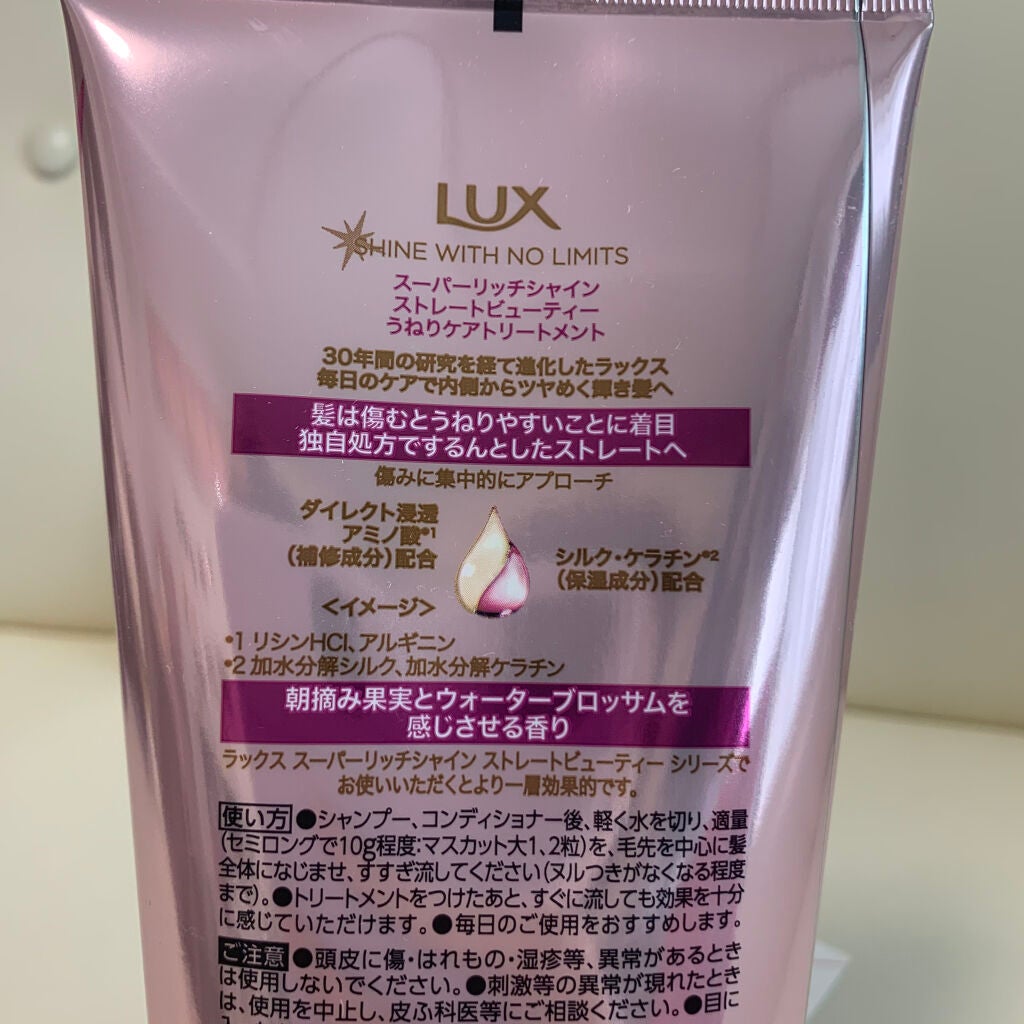 LUX
SHINE WITH NO LIMITS
スーパーリッチシャイン
ストレートビューティー
うねりケアトリートメント
30年間の研究を経て進化したラックス
毎日のケアで内側からツヤめく輝き髪へ
髪は傷むとうねりやすいことに着目
独自処方でするんとしたストレートへ
傷みに集中的にアプローチ
ダイレクト浸透
アミノ酸*1
(補修成分)配合
シルク・ケラチン*2
(保湿成分)配合
<イメージ>
*1 リシンHCl、アルギニン
*2 加水分解シルク、加水分解ケラチン
朝摘み果実とウォーターブロッサムを
感じさせる香り
ラックス スーパーリッチシャイン ストレートビューティー シリーズで
お使いいただくとより一層効果的です。
使い方 ●シャンプー、コンディショナー後、軽く水を切り、適量
(セミロングで10g程度:マスカット大1、2粒)を、毛先を中心に髪
全体になじませ、すすぎ流してください(ヌルつきがなくなる程度
まで)。●トリートメントをつけたあと、すぐに流しても効果を十分
に感じていただけます。●毎日のご使用をおすすめします。
ご注意 ●頭皮に傷・はれもの・湿疹等、異常があるとき
は使用しないでください。●刺激等の異常が現れたとき
は、使用を中止し、皮ふ科医等にご相談ください。●目に